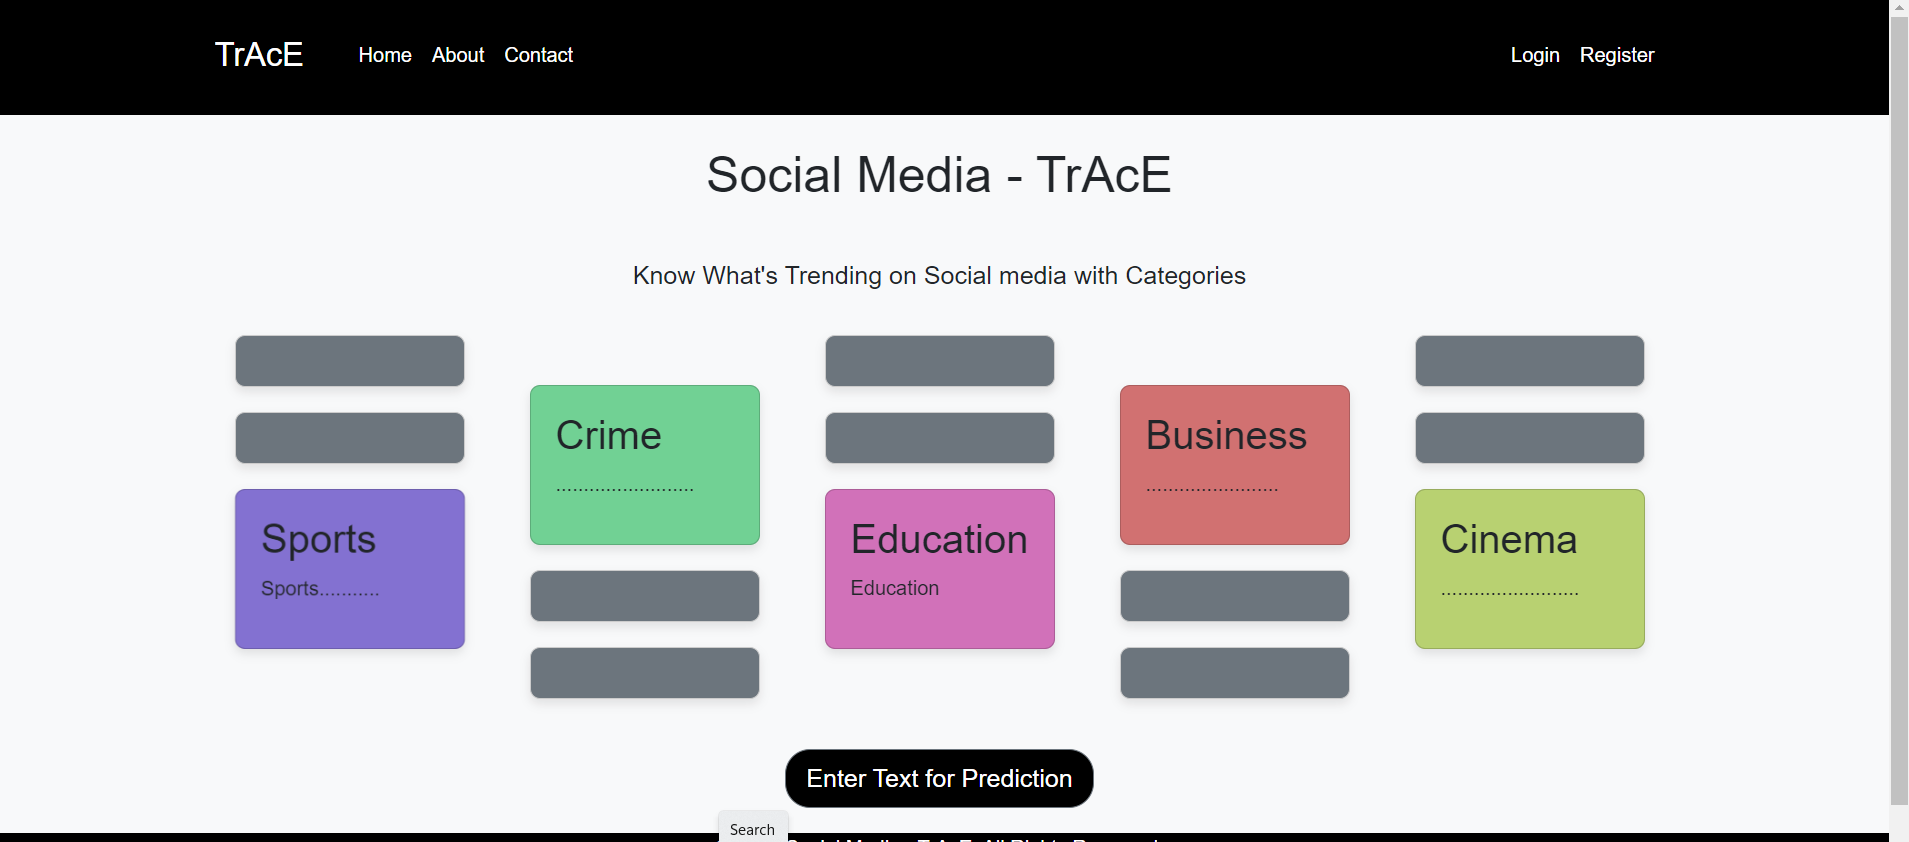 TrAcE Home About Contact Login Register
Social Media - TrAcE
Know What's Trending on Social media with Categories
Crime
.........................
Business
........................
Sports
Sports...........
Education
Education
Cinema
.........................
Enter Text for Prediction
Search